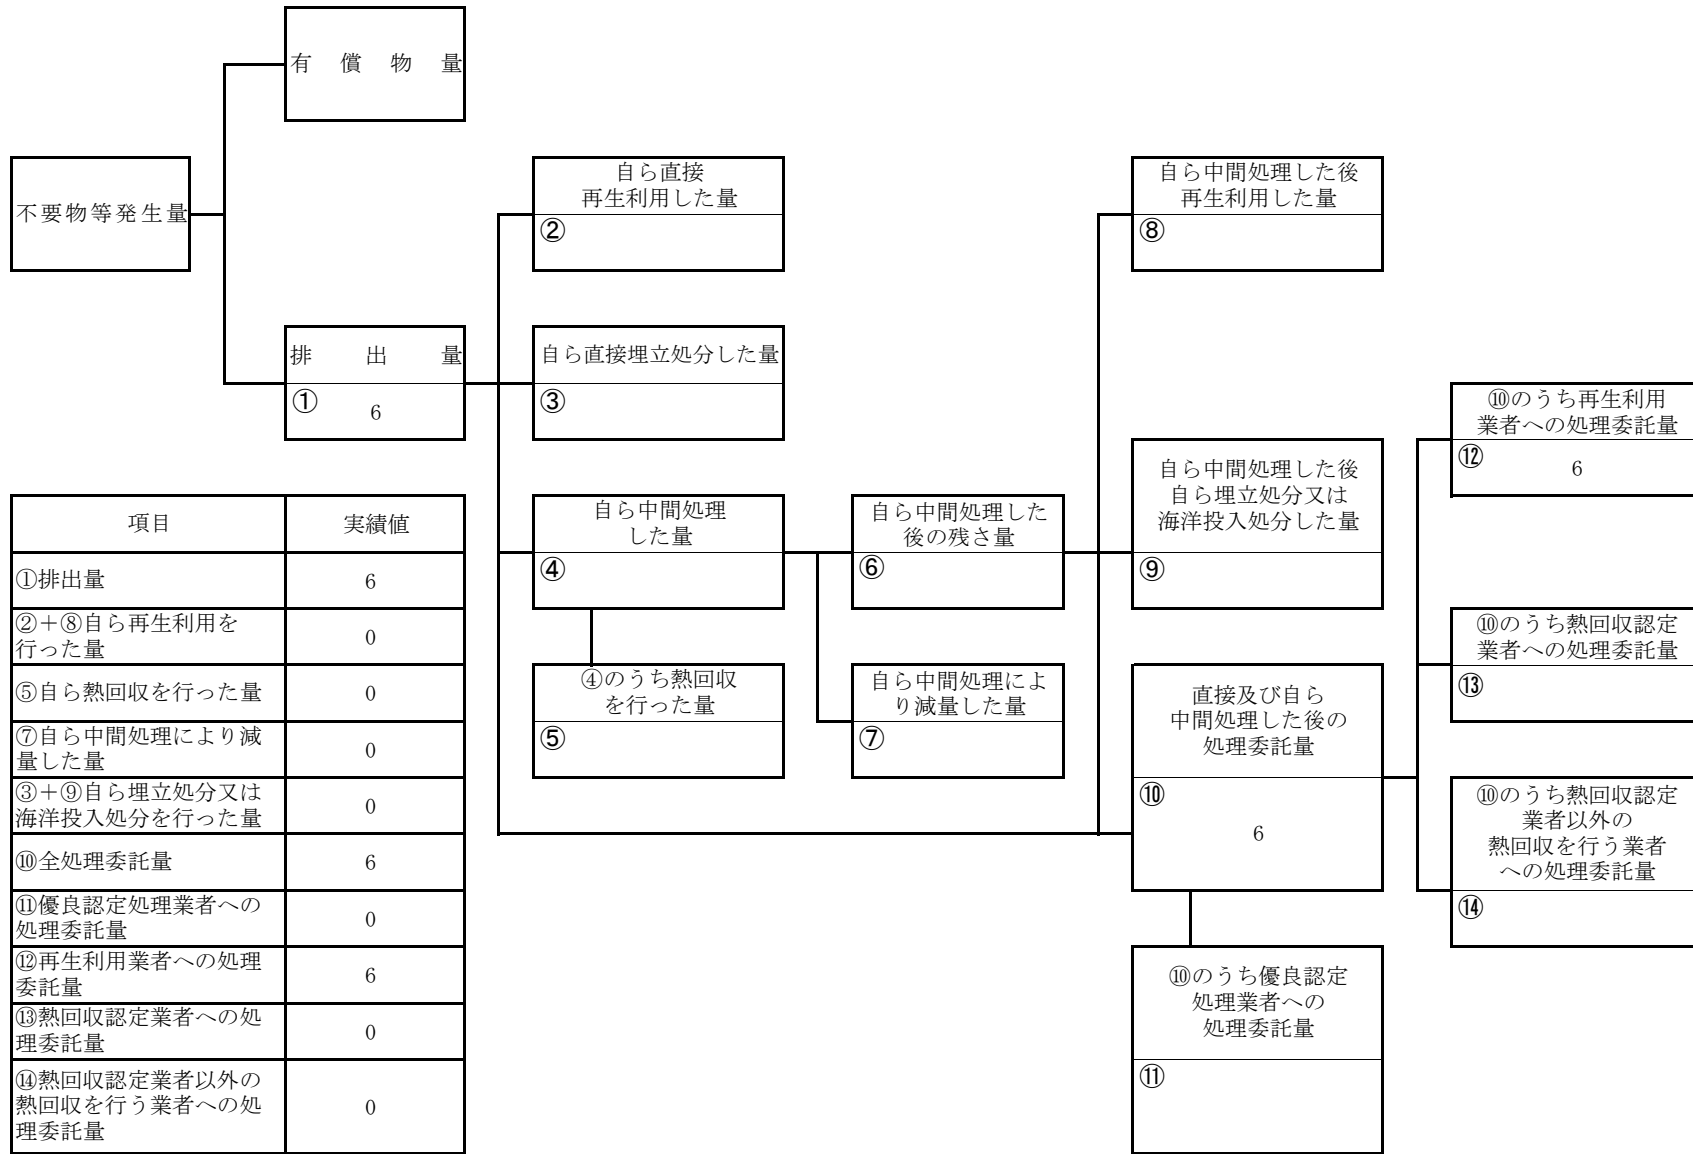 有償物量
不要物等発生量
排出量
①
6
自ら直接
再生利用した量
②
自ら直接埋立処分した量
③
自ら中間処理
した量
④
④のうち熱回収
を行った量
⑤
自ら中間処理した
後の残さ量
⑥
自ら中間処理によ
り減量した量
⑦
自ら中間処理した後
再生利用した量
⑧
自ら中間処理した後
自ら埋立処分又は
海洋投入処分した量
⑨
直接及び自ら
中間処理した後の
処理委託量
⑩
6
⑩のうち優良認定
処理業者への
処理委託量
⑪
⑩のうち再生利用
業者への処理委託量
⑫
6
⑩のうち熱回収認定
業者への処理委託量
⑬
⑩のうち熱回収認定
業者以外の
熱回収を行う業者
への処理委託量
⑭
項目 実績値
①排出量 6
②＋⑧自ら再生利用を
行った量 0
⑤自ら熱回収を行った量 0
⑦自ら中間処理により減
量した量 0
③＋⑨自ら埋立処分又は
海洋投入処分を行った量 0
⑩全処理委託量 6
⑪優良認定処理業者への
処理委託量 0
⑫再生利用業者への処理
委託量 6
⑬熱回収認定業者への処
理委託量 0
⑭熱回収認定業者以外の
熱回収を行う業者への処
理委託量 0